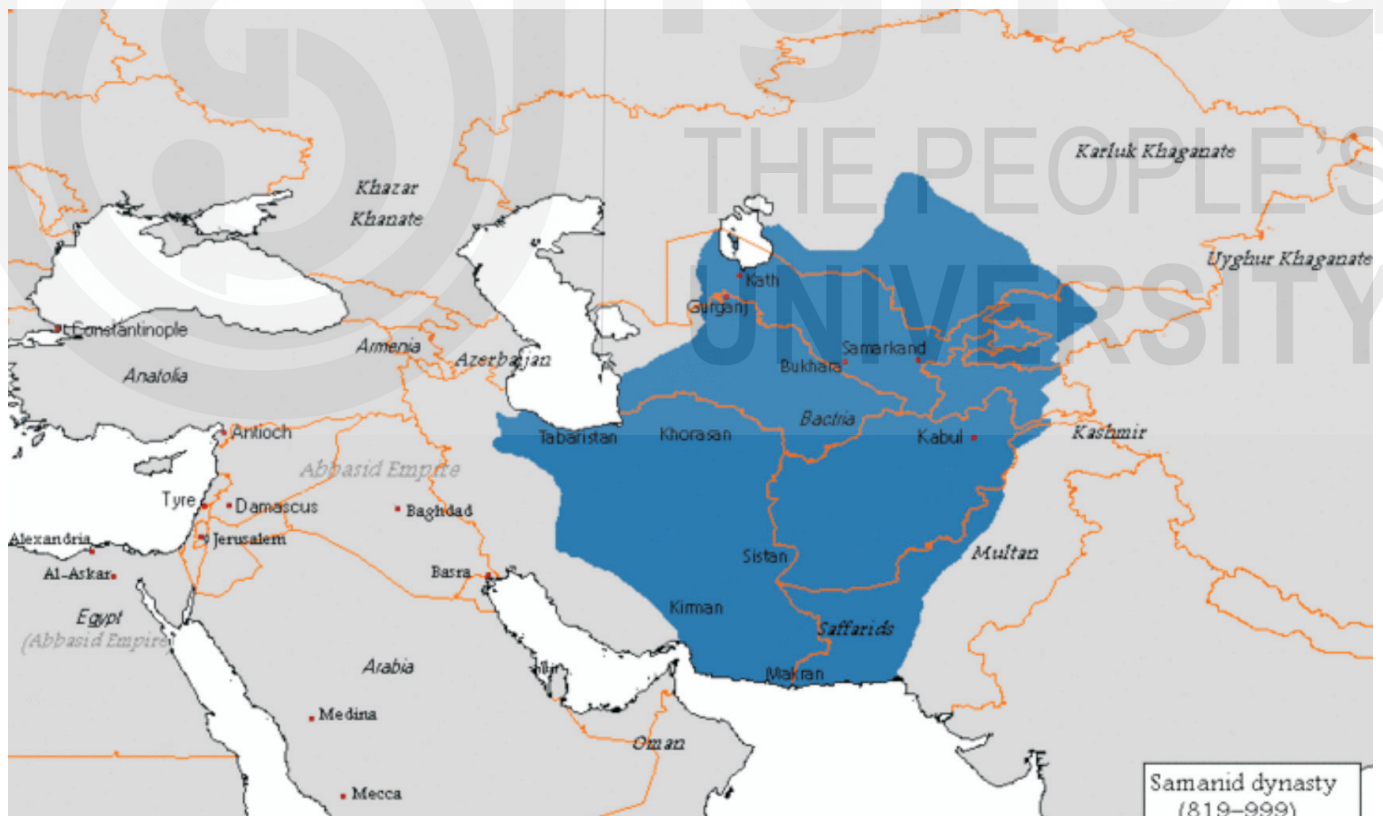 THE PEOPLE'S
UNIVERSITY
Karluk Khaganate
Khazar
Khanate
Uyghur Khaganate
Kath
Gurganj
Constantinople
Armenia
Azerbaijan
Samarkand
Bukhara
Anatolia
Bactria
Antioch
Tabaristan
Khorasan
Kabul
Kashmir
Abbasid Empire
Tyre
Damascus
Baghdad
Alexandria
Jerusalem
Sistan
Multan
Al-Askar
Basra
Kirman
Egypt
(Abbasid Empire)
Saffarids
Arabia
Makran
Medina
Oman
Mecca
Samanid dynasty
(819–999)